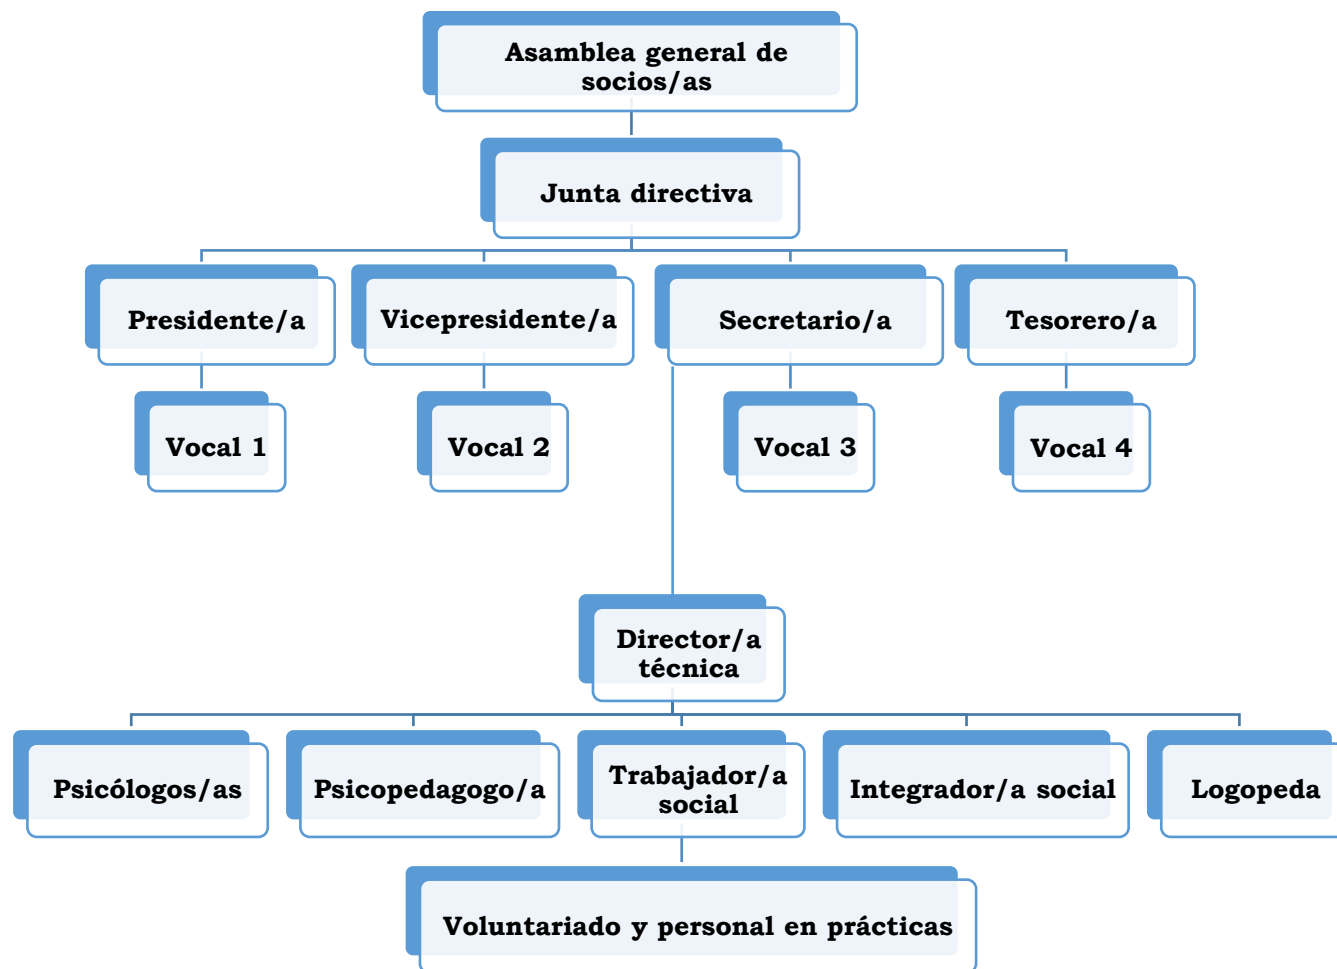 Asamblea general de
socios/as
Junta directiva
Presidente/a
Vicepresidente/a
Secretario/a
Tesorero/a
Vocal 1
Vocal 2
Vocal 3
Vocal 4
Director/a
técnica
Psicólogos/as
Psicopedagogo/a
Trabajador/a
social
Integrador/a social
Logopeda
Voluntariado y personal en prácticas